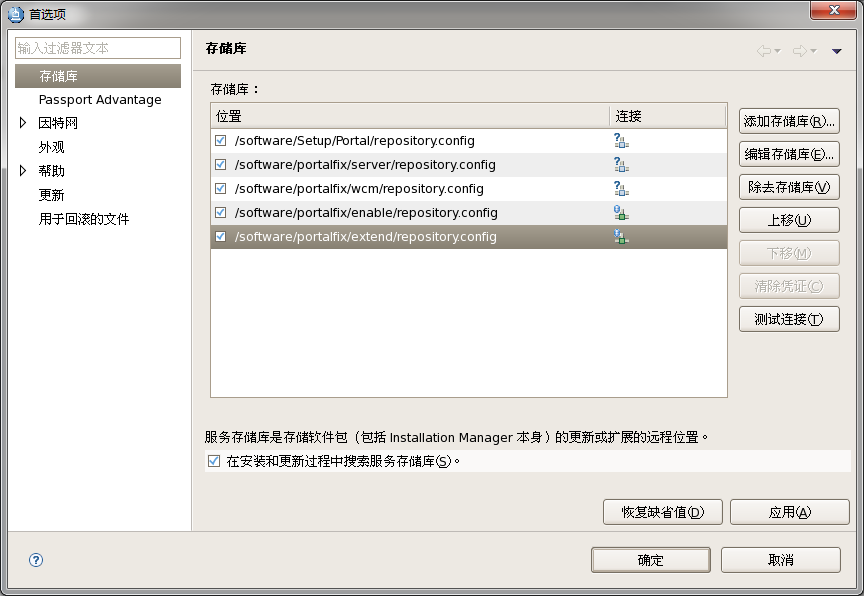 首选项
输入过滤器文本
存储库
Passport Advantage
因特网
外观
帮助
更新
用于回滚的文件
存储库
存储库：
位置 连接
/software/Setup/Portal/repository.config
/software/portalfix/server/repository.config
/software/portalfix/wcm/repository.config
/software/portalfix/enable/repository.config
/software/portalfix/extend/repository.config
添加存储库(R)...
编辑存储库(E)...
除去存储库(V)
上移(U)
下移(M)
清除凭证(C)
测试连接(T)
服务存储库是存储软件包（包括 Installation Manager 本身）的更新或扩展的远程位置。
在安装和更新过程中搜索服务存储库(S)。
恢复缺省值(D) 应用(A)
确定 取消